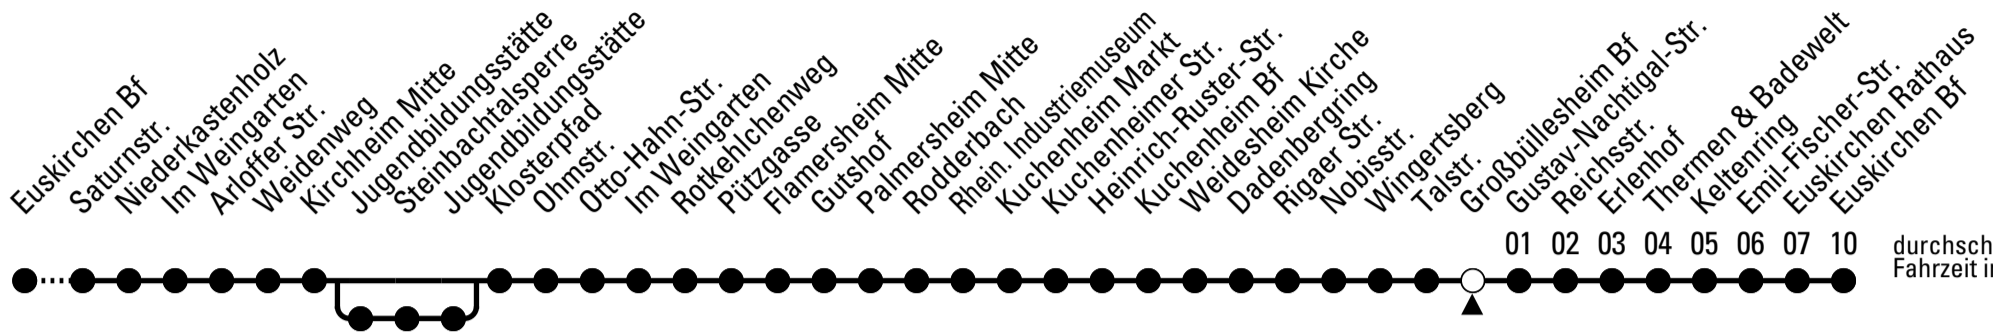 Euskirchen Bf
Saturnstr.
Niederkastenholz
Im Weingarten
Arloffer Str.
Weidenweg
Kirchheim Mitte
Jugendbildungsstätte
Steinbachtalsperre
Jugendbildungsstätte
Klosterpfad
Ohmstr.
Otto-Hahn-Str.
Im Weingarten
Rotkehlchenweg
Pützgasse
Flamersheim Mitte
Gutshof
Palmersheim Mitte
Rodderbach
Rhein. Industriemuseum
Kuchenheim Markt
Kuchenheimer Str.
Heinrich-Ruster-Str.
Kuchenheim Bf
Weidesheim Kirche
Dadenbergring
Rigaer Str.
Nobisstr.
Wingertsberg
Talstr.
Großbüllesheim Bf
Gustav-Nachtigal-Str.
Reichsstr.
Erlenhof
Thermen & Badewelt
Keltenring
Emil-Fischer-Str.
Euskirchen Rathaus
Euskirchen Bf
01 02 03 04 05 06 07 10
durchsch
Fahrzeit i